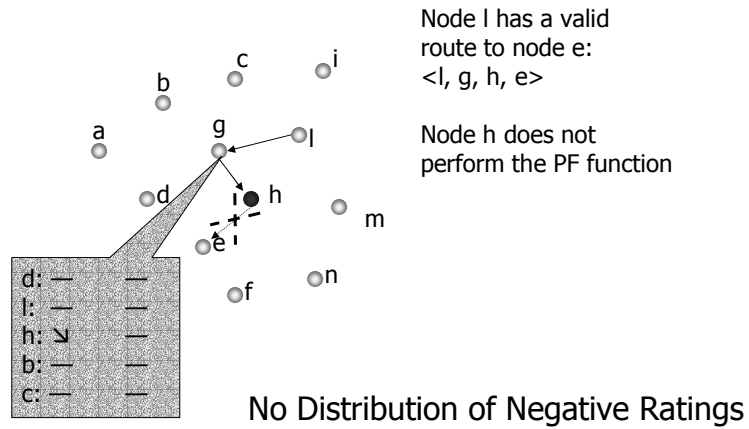 Node l has a valid
route to node e:
<l, g, h, e>
Node h does not
perform the PF function
i
c
b
a
g
l
d
h
m
e
n
f
d: — —
l: — —
h: ↘ —
b: — —
c: — —
No Distribution of Negative Ratings